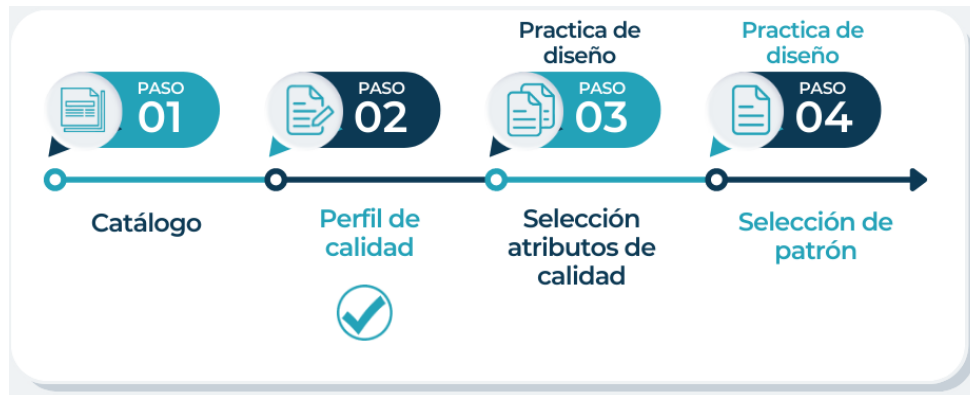 PASO
01
Catálogo
PASO
02
Perfil de
calidad
Practica de
diseño
PASO
03
Selección
atributos de
calidad
Practica de
diseño
PASO
04
Selección de
patrón